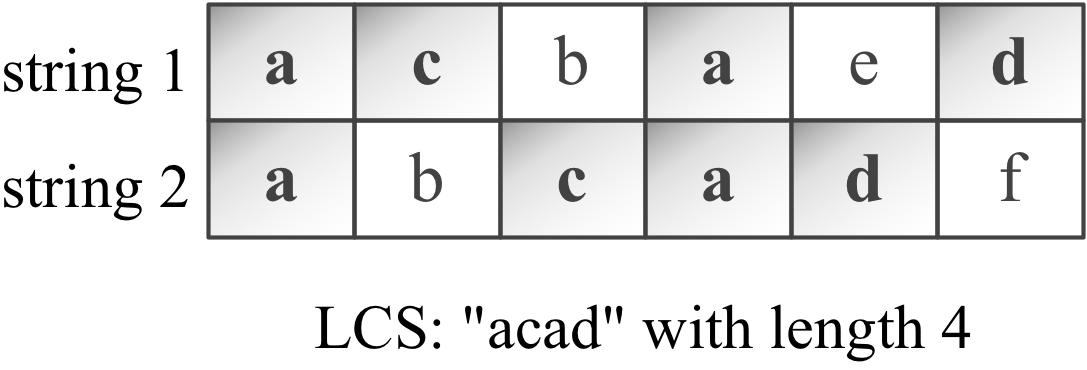 string 1 a c b a e d
string 2 a b c a d f
LCS: "acad" with length 4